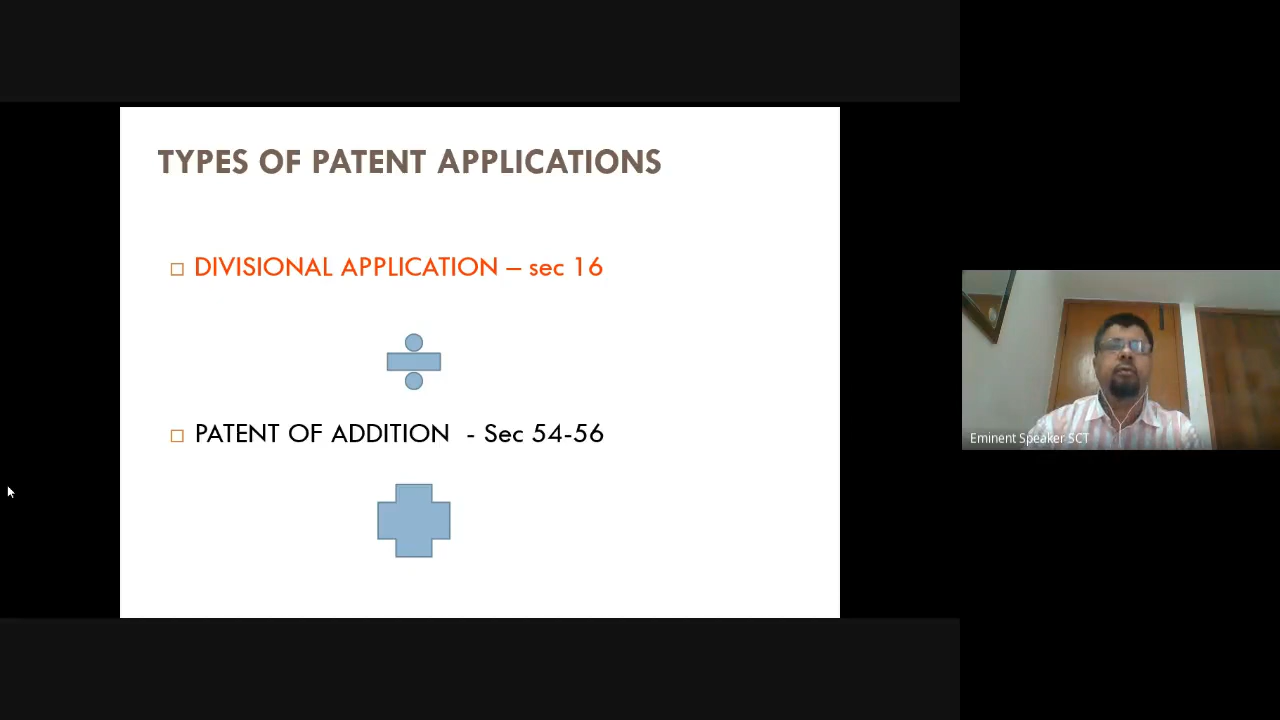 TYPES OF PATENT APPLICATIONS
DIVISIONAL APPLICATION – sec 16
PATENT OF ADDITION - Sec 54-56
Eminent Speaker SCT